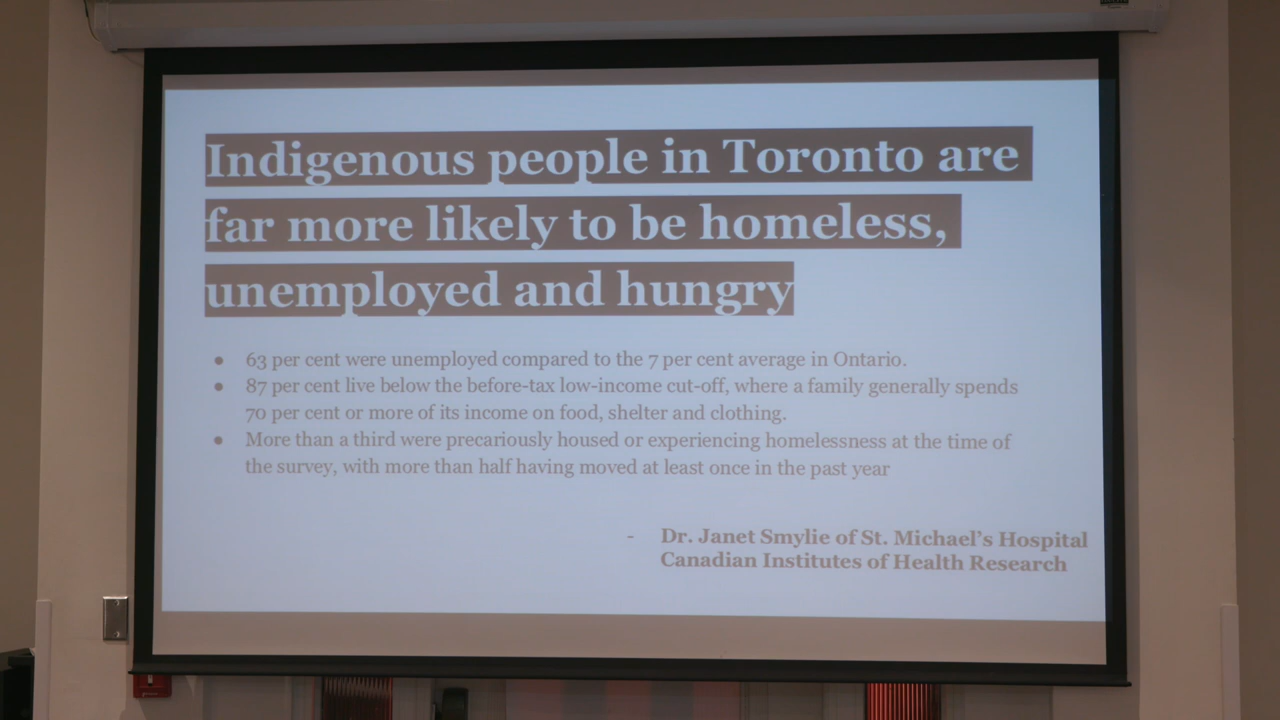 Indigenous people in Toronto are
far more likely to be homeless,
unemployed and hungry
● 63 per cent were unemployed compared to the 7 per cent average in Ontario.
● 87 per cent live below the before-tax low-income cut-off, where a family generally spends
70 per cent or more of its income on food, shelter and clothing.
● More than a third were precariously housed or experiencing homelessness at the time of
the survey, with more than half having moved at least once in the past year
- Dr. Janet Smylie of St. Michael's Hospital
Canadian Institutes of Health Research